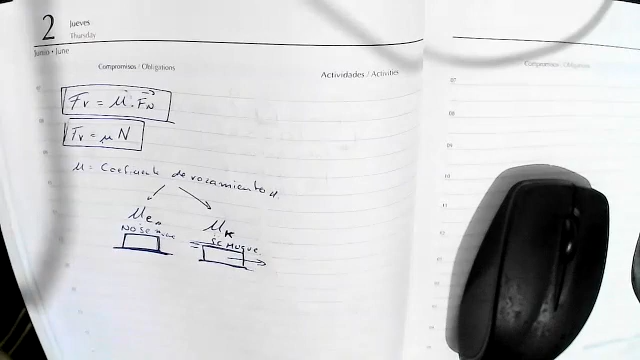 2 Jueves
Thursday
Junio • June
Compromisos / Obligations
Actividades / Activities
Compromisos / Obligations
Fr = μ . FN
Fr = μ N
μ = Coeficiente de rozamiento
μe
μK
NO SE
SE MUEVE
07
08
09
10
11
12